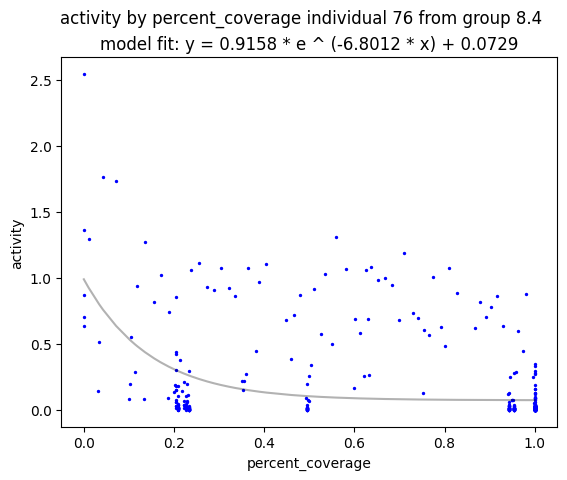 activity by percent_coverage individual 76 from group 8.4
model fit: y = 0.9158 * e ^ (-6.8012 * x) + 0.0729
2.5
2.0
1.5
1.0
0.5
0.0
activity
0.0 0.2 0.4 0.6 0.8 1.0
percent_coverage